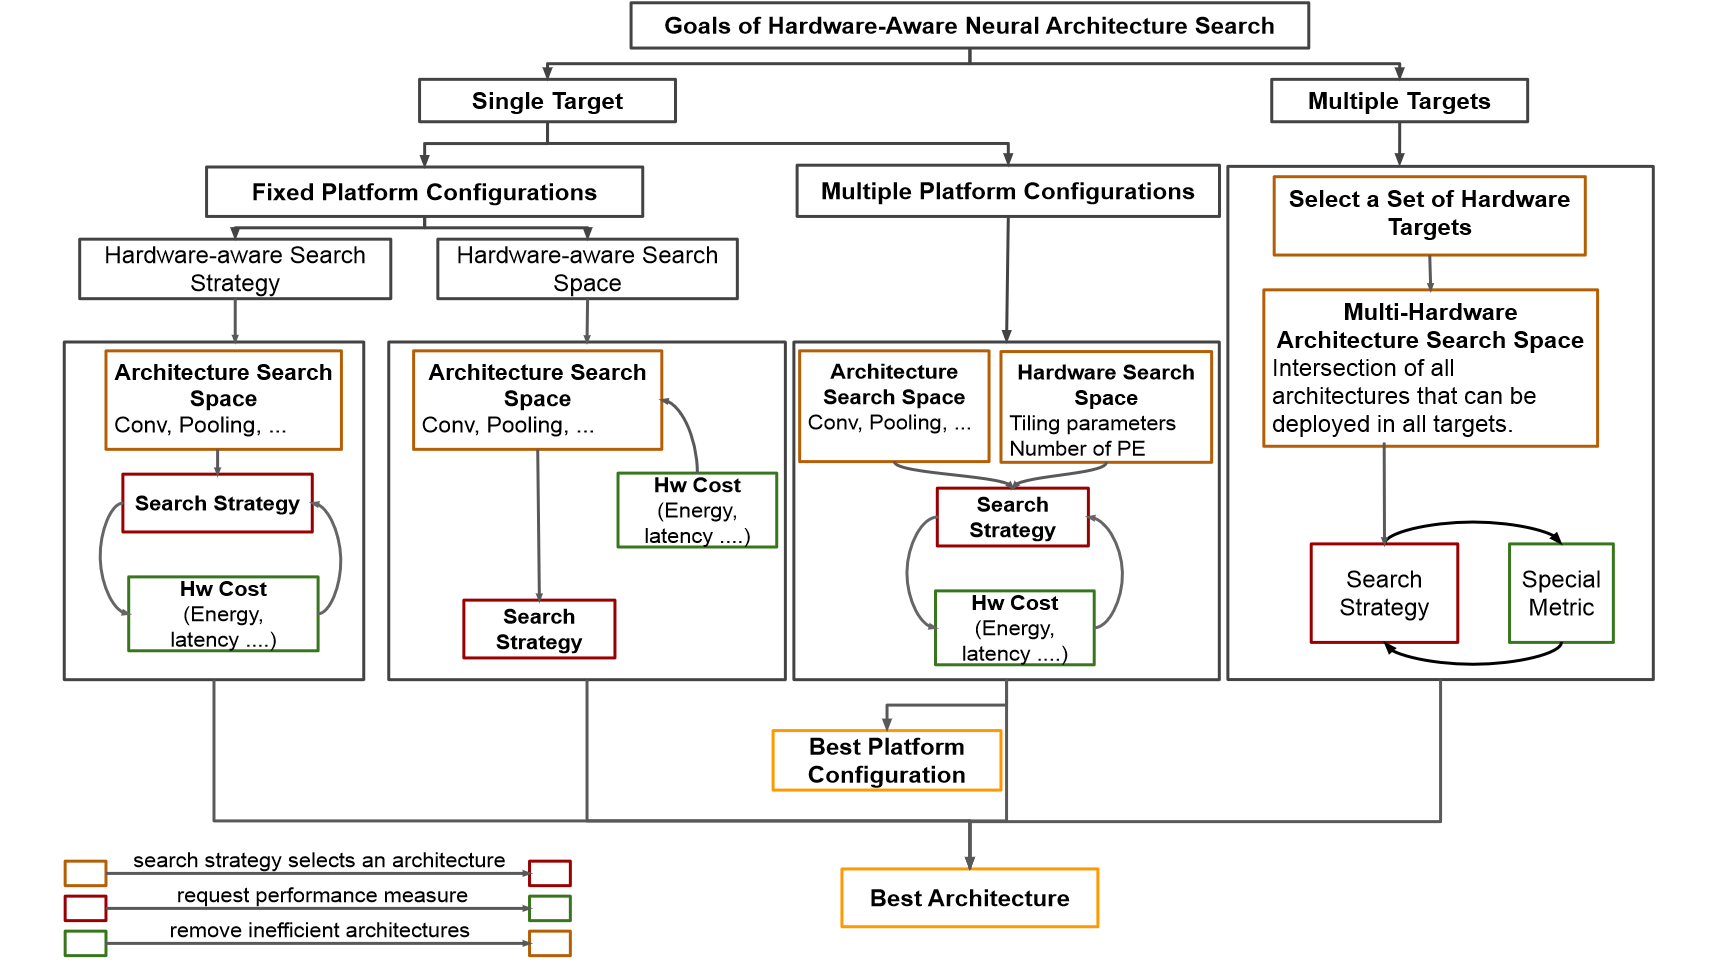 Goals of Hardware-Aware Neural Architecture Search
Single Target
Multiple Targets
Fixed Platform Configurations
Multiple Platform Configurations
Hardware-aware Search
Strategy
Hardware-aware Search
Space
Architecture Search
Space
Conv, Pooling, ...
Search Strategy
Hw Cost
(Energy,
latency ....)
Architecture Search
Space
Conv, Pooling, ...
Hw Cost
(Energy,
latency ....)
Search
Strategy
Architecture
Search Space
Conv, Pooling, ...
Hardware Search
Space
Tiling parameters
Number of PE
Search
Strategy
Hw Cost
(Energy,
latency ....)
Select a Set of Hardware
Targets
Multi-Hardware
Architecture Search Space
Intersection of all
architectures that can be
deployed in all targets.
Search
Strategy
Special
Metric
Best Platform
Configuration
Best Architecture
search strategy selects an architecture
request performance measure
remove inefficient architectures